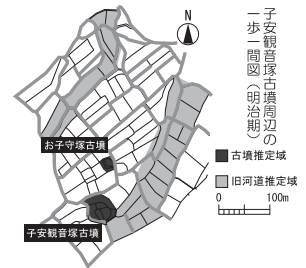 子安観音塚古墳周辺の
一歩一間図（明治期）
N
お子守塚古墳
子安観音塚古墳
古墳推定域
旧河道推定域
0 100m